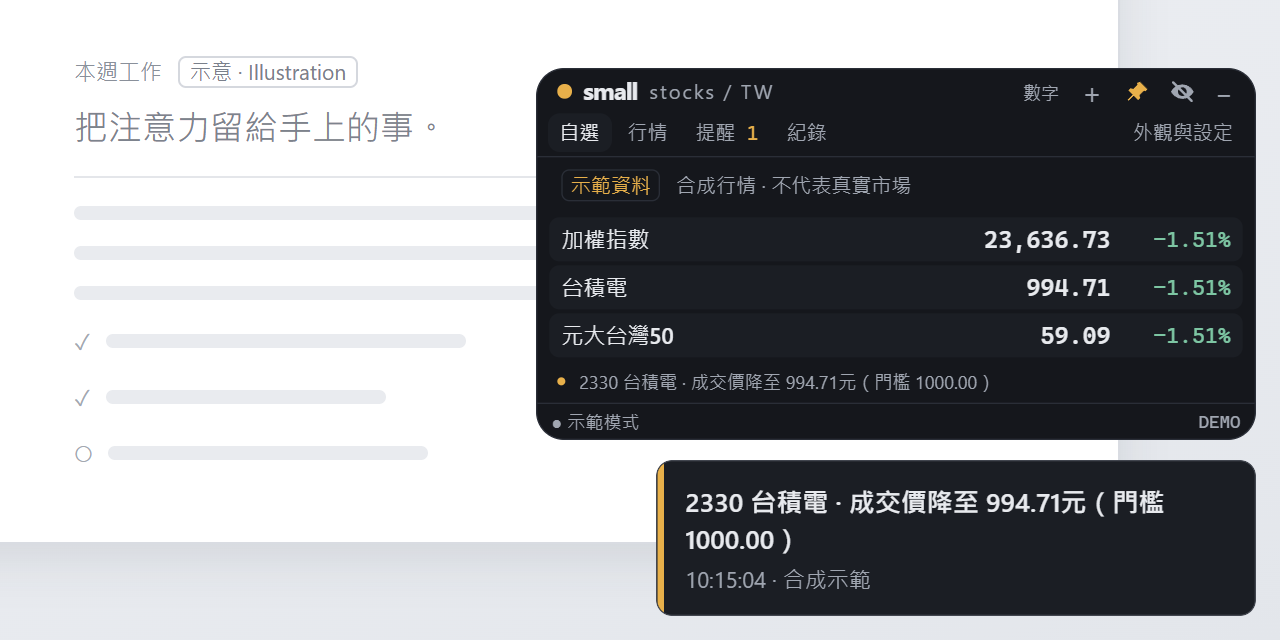 本週工作 示意 · Illustration
把注意力留給手上的事。
small stocks / TW 數字 + −
自選 行情 提醒 1 紀錄 外觀與設定
示範資料 合成行情 · 不代表真實市場
加權指數 23,636.73 −1.51%
台積電 994.71 −1.51%
元大台灣50 59.09 −1.51%
2330 台積電 · 成交價降至 994.71元 ( 門檻 1000.00 )
示範模式 DEMO
2330 台積電 · 成交價降至 994.71元 ( 門檻
1000.00 )
10:15:04 · 合成示範